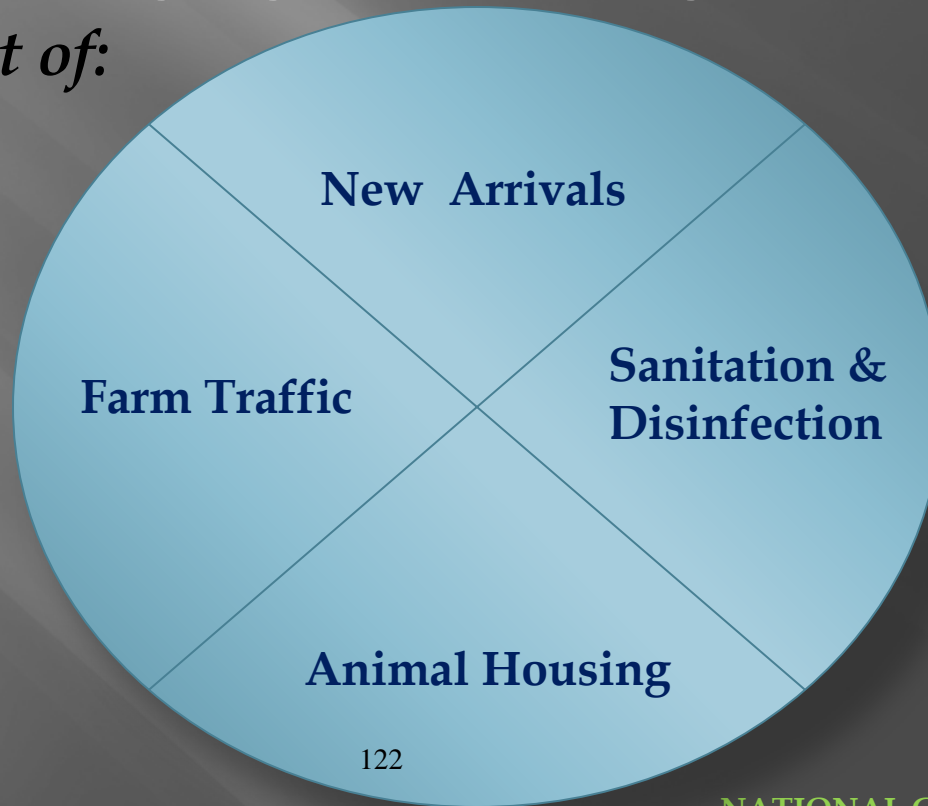 t of:
New Arrivals
Farm Traffic
Sanitation &
Disinfection
Animal Housing
122